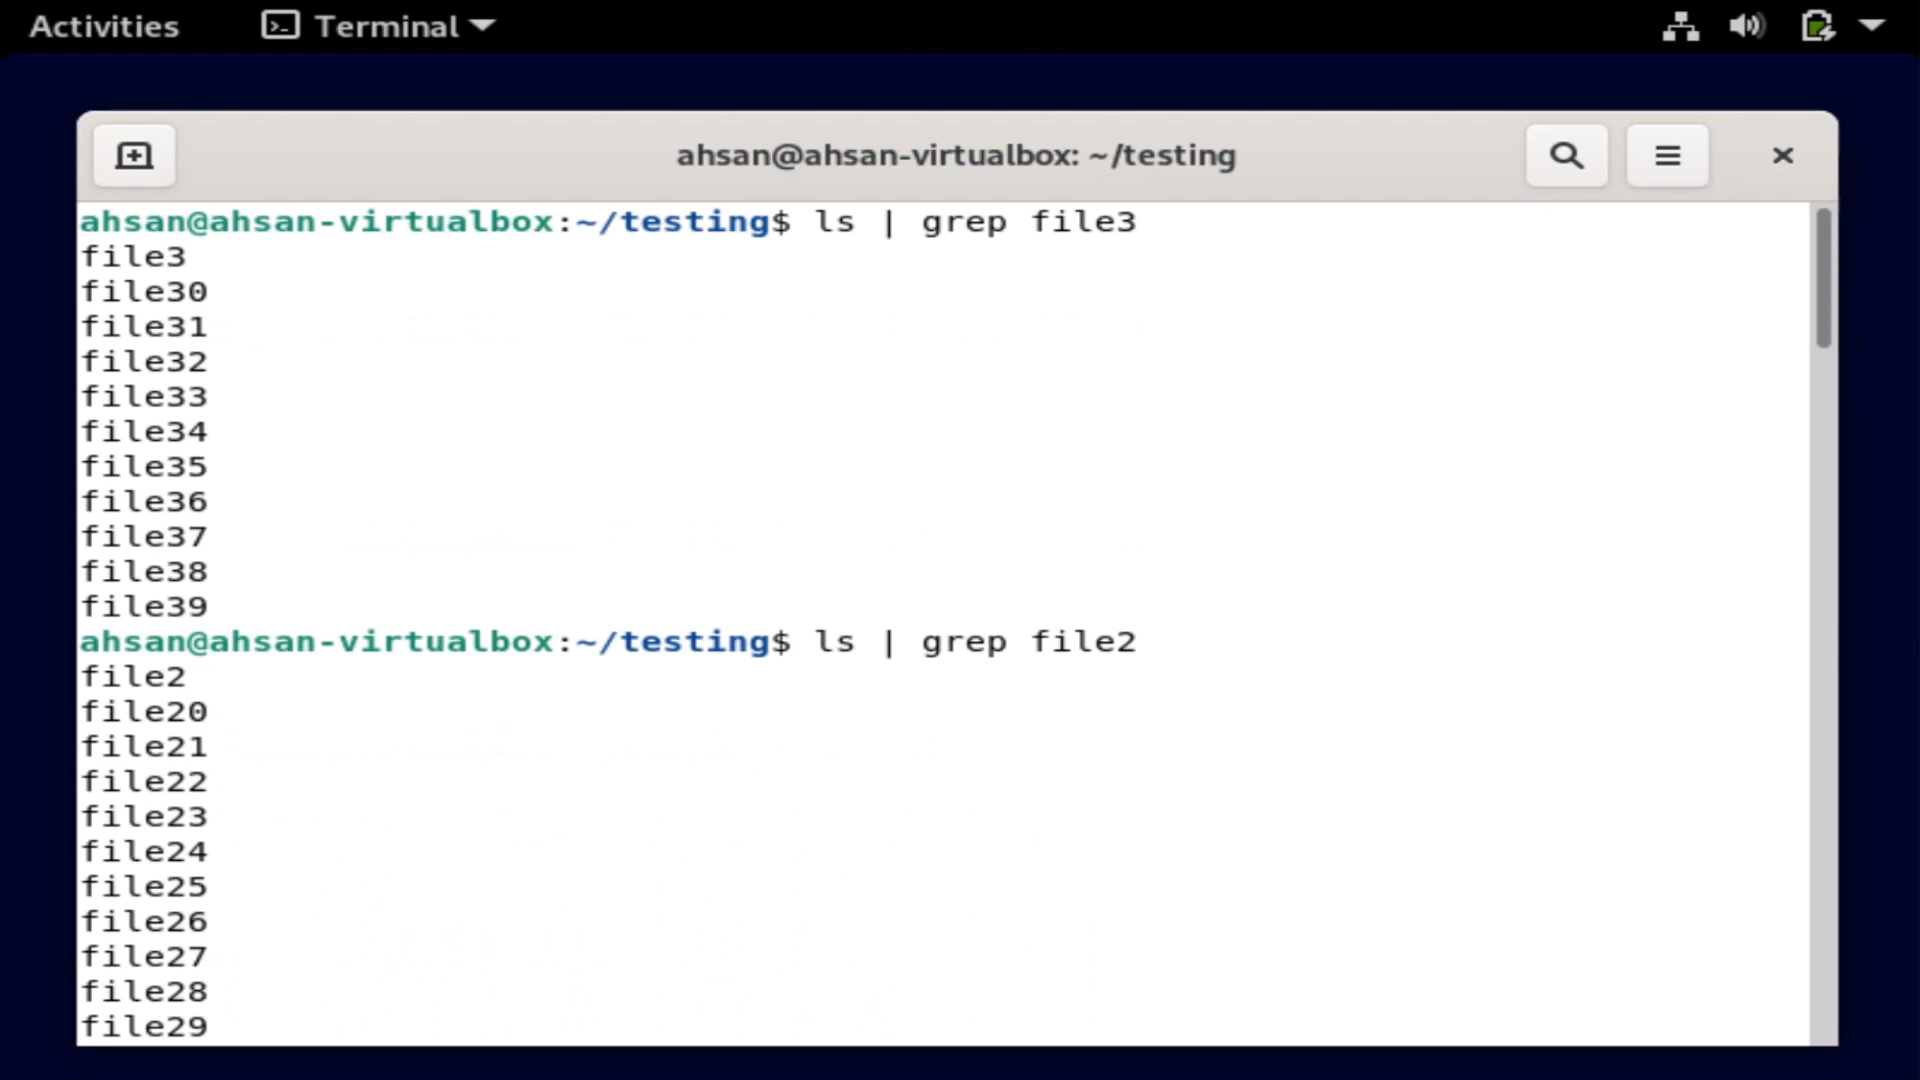 Activities Terminal
ahsan@ahsan-virtualbox: ~/testing
ahsan@ahsan-virtualbox:~/testing$ ls | grep file3
file3
file30
file31
file32
file33
file34
file35
file36
file37
file38
file39
ahsan@ahsan-virtualbox:~/testing$ ls | grep file2
file2
file20
file21
file22
file23
file24
file25
file26
file27
file28
file29